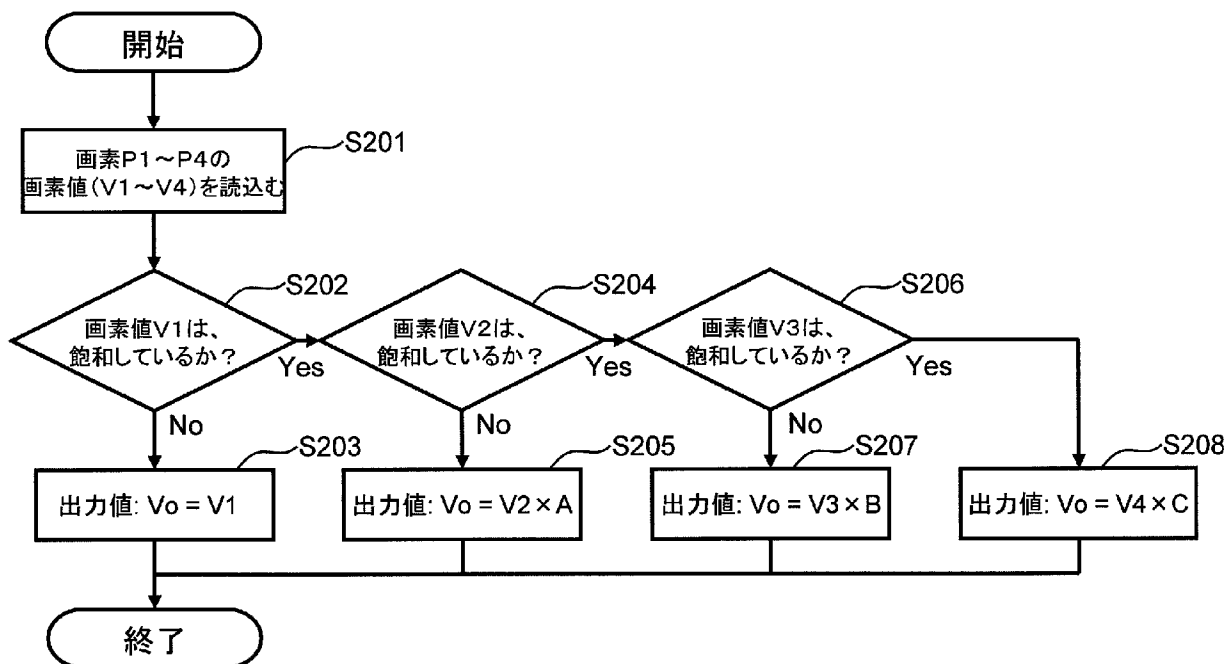 開始
画素P1～P4の
画素値(V1～V4)を読込む
S201
画素値V1は、
飽和しているか？
S202
Yes
No
画素値V2は、
飽和しているか？
S204
Yes
No
画素値V3は、
飽和しているか？
S206
Yes
No
出力値: Vo = V1
S203
出力値: Vo = V2×A
S205
出力値: Vo = V3×B
S207
出力値: Vo = V4×C
S208
終了